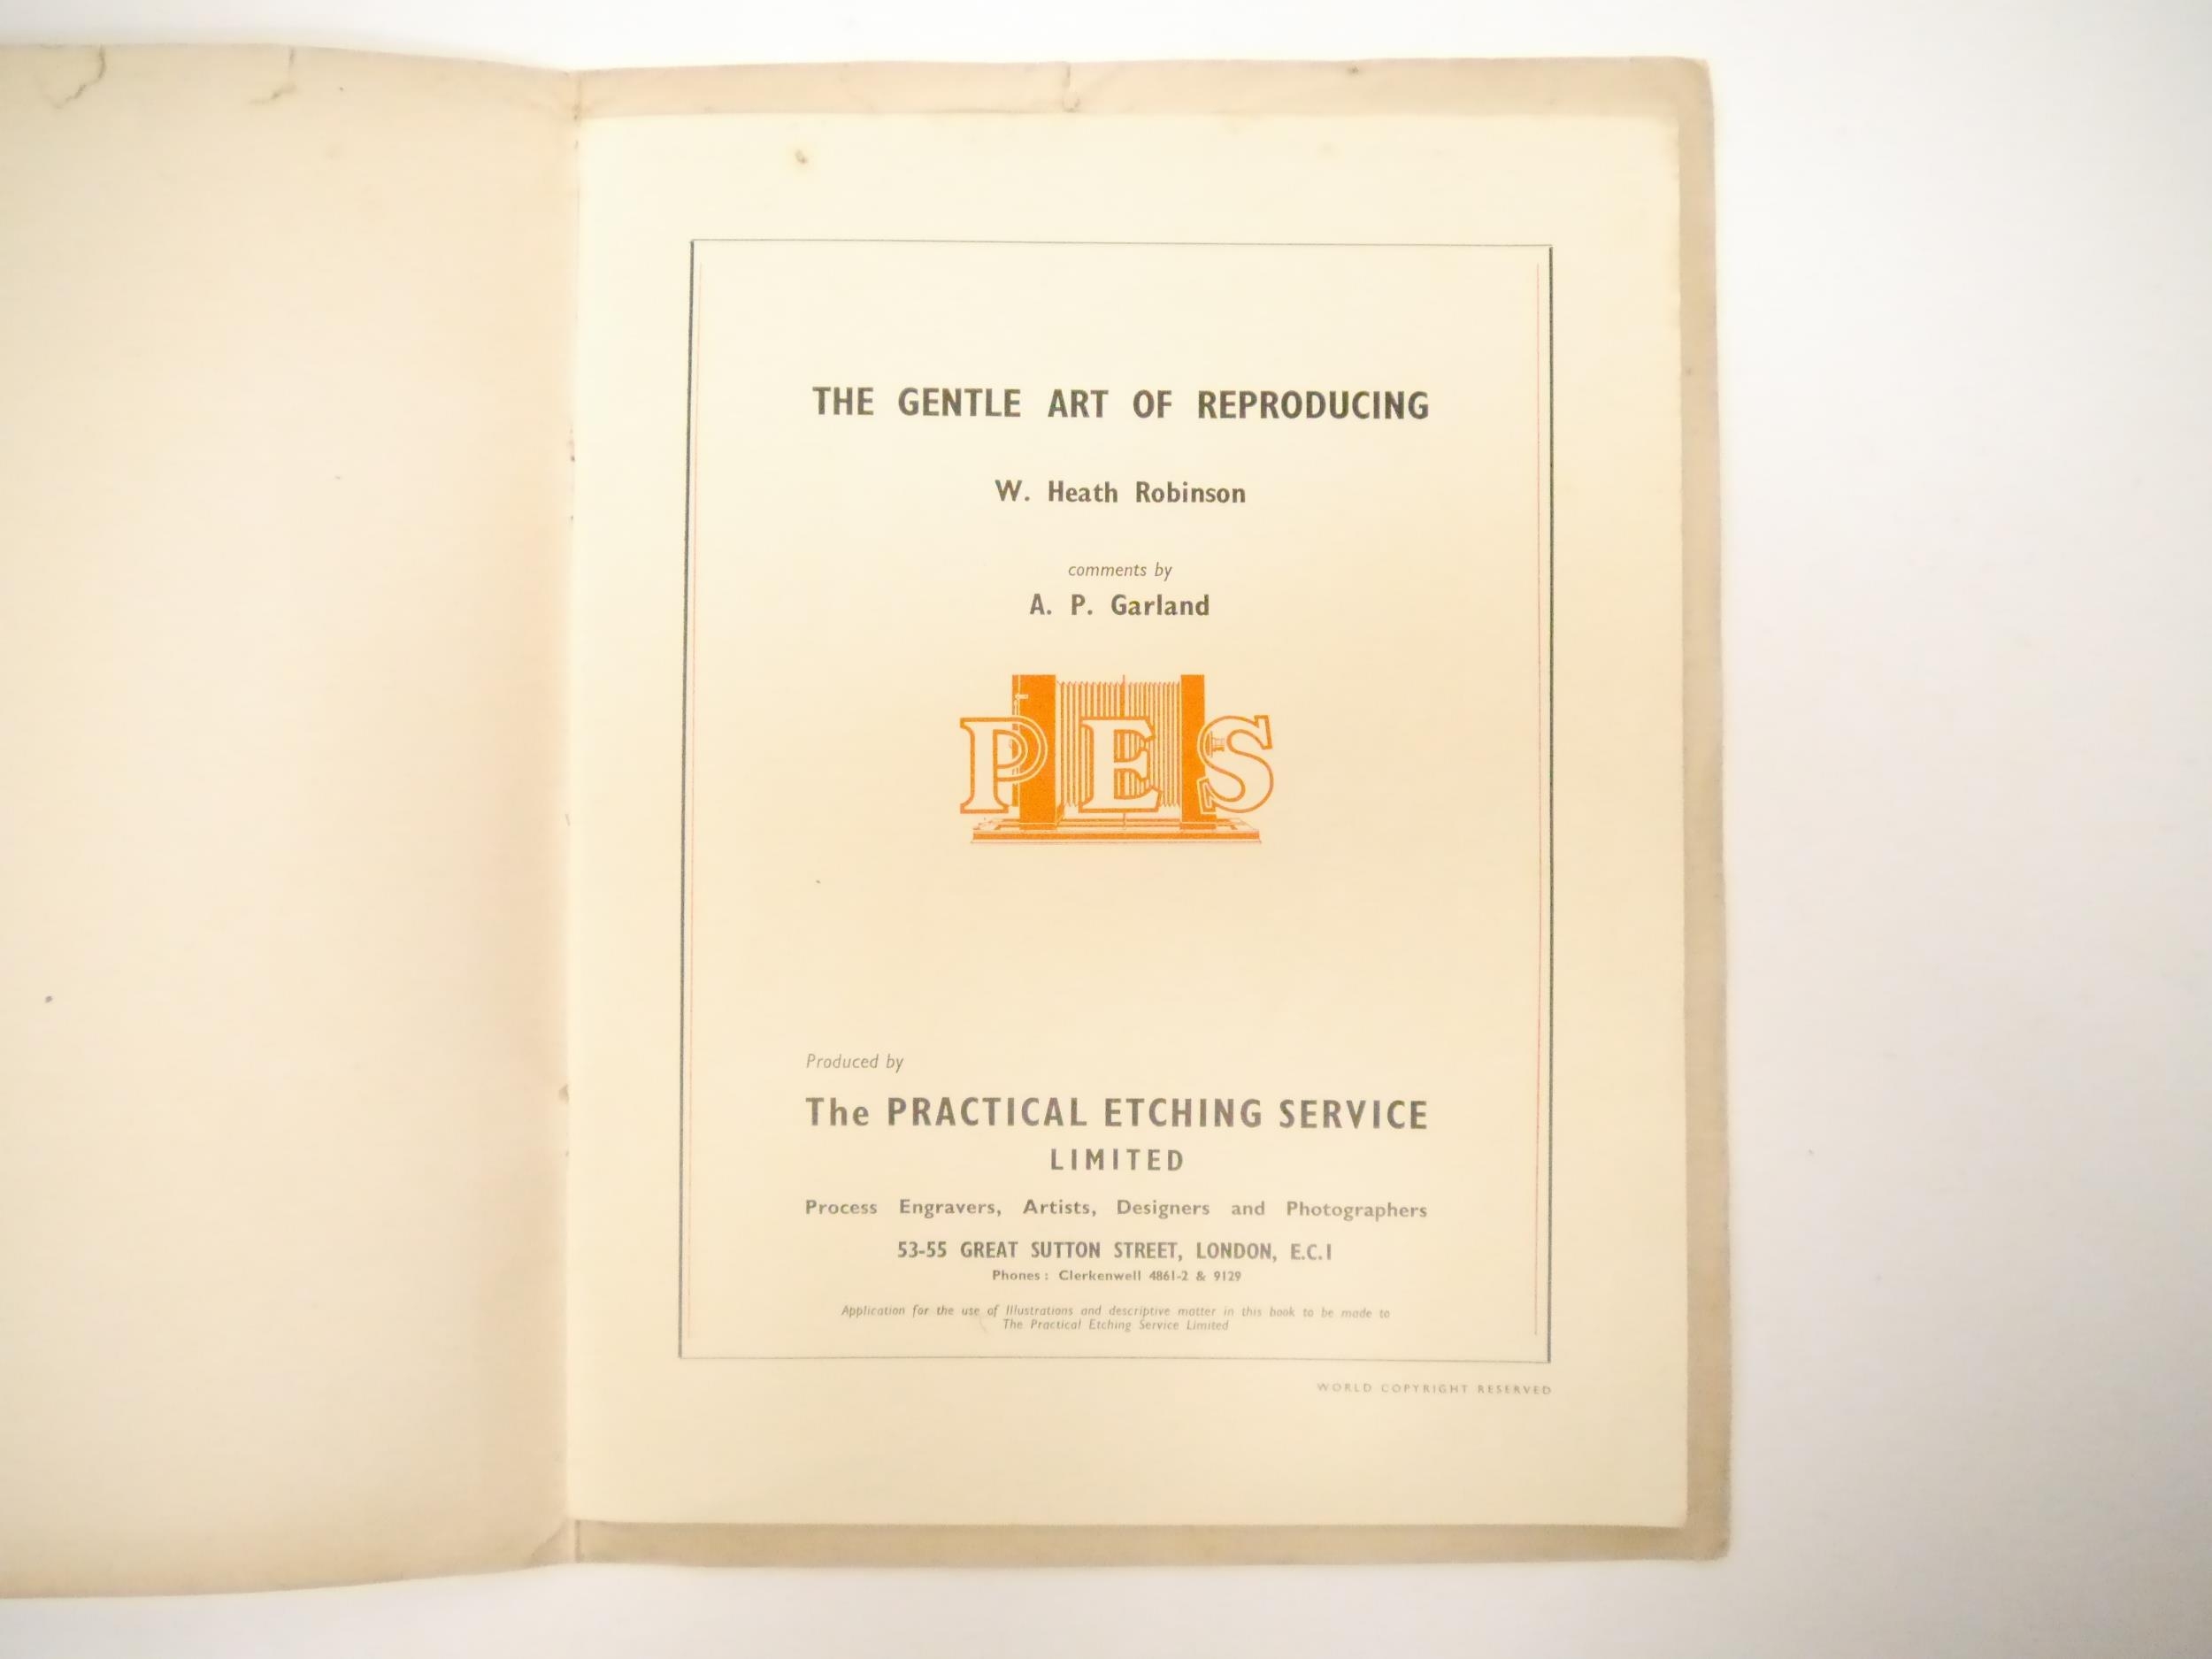 THE GENTLE ART OF REPRODUCING
W. Heath Robinson
comments by
A. P. Garland
PES
Produced by
The PRACTICAL ETCHING SERVICE
LIMITED
Process Engravers, Artists, Designers and Photographers
53-55 GREAT SUTTON STREET, LONDON, E.C.1
Phones : Clerkenwell 4861-2 & 9129
Application for the use of Illustrations and descriptive matter in this book to be made to
The Practical Etching Service Limited
WORLD COPYRIGHT RESERVED